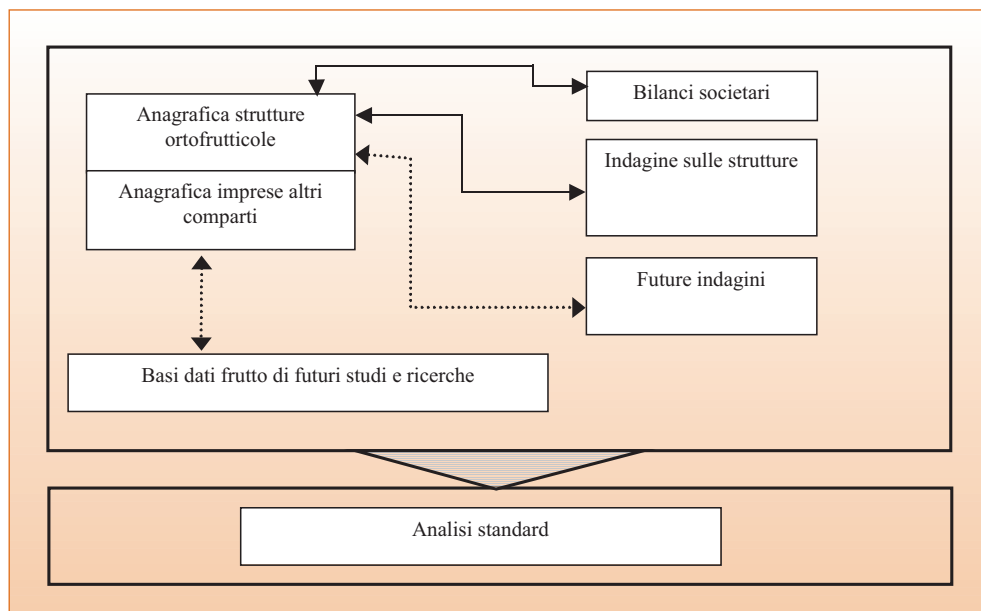 Anagrafica strutture
ortofrutticole
Anagrafica imprese altri
comparti
Bilanci societari
Indagine sulle strutture
Future indagini
Basi dati frutto di futuri studi e ricerche
Analisi standard